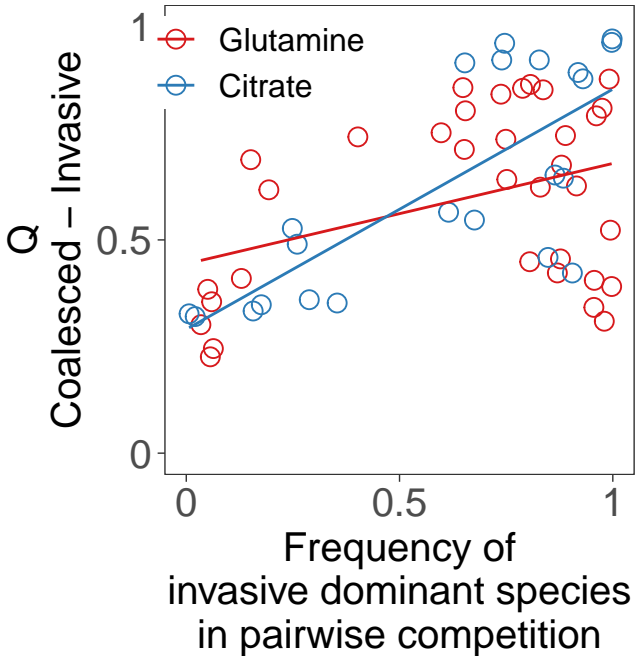 Q
Coalesced – Invasive
1
0.5
0
Glutamine
Citrate
0
0.5
1
Frequency of
invasive dominant species
in pairwise competition